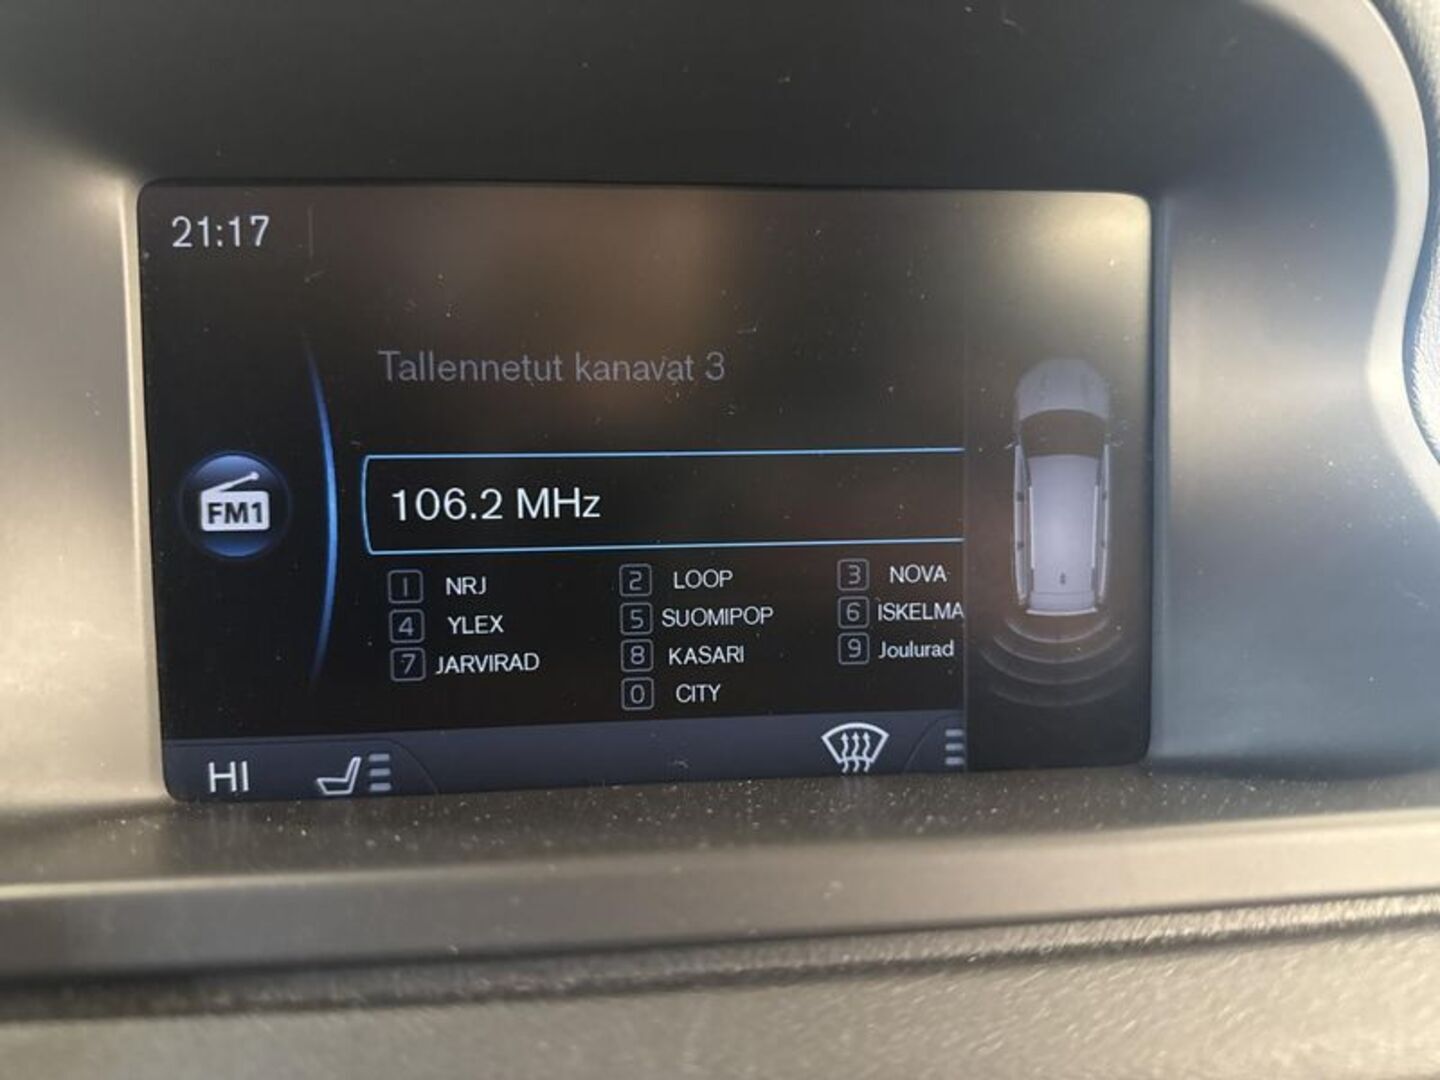 21:17
Tallennetut kanavat 3
FM1
106.2 MHz
1 NRJ 2 LOOP 3 NOVA
4 YLEX 5 SUOMIPOP 6 ISKELMA
7 JARVIRAD 8 KASARI 9 Joulurad
0 CITY
HI